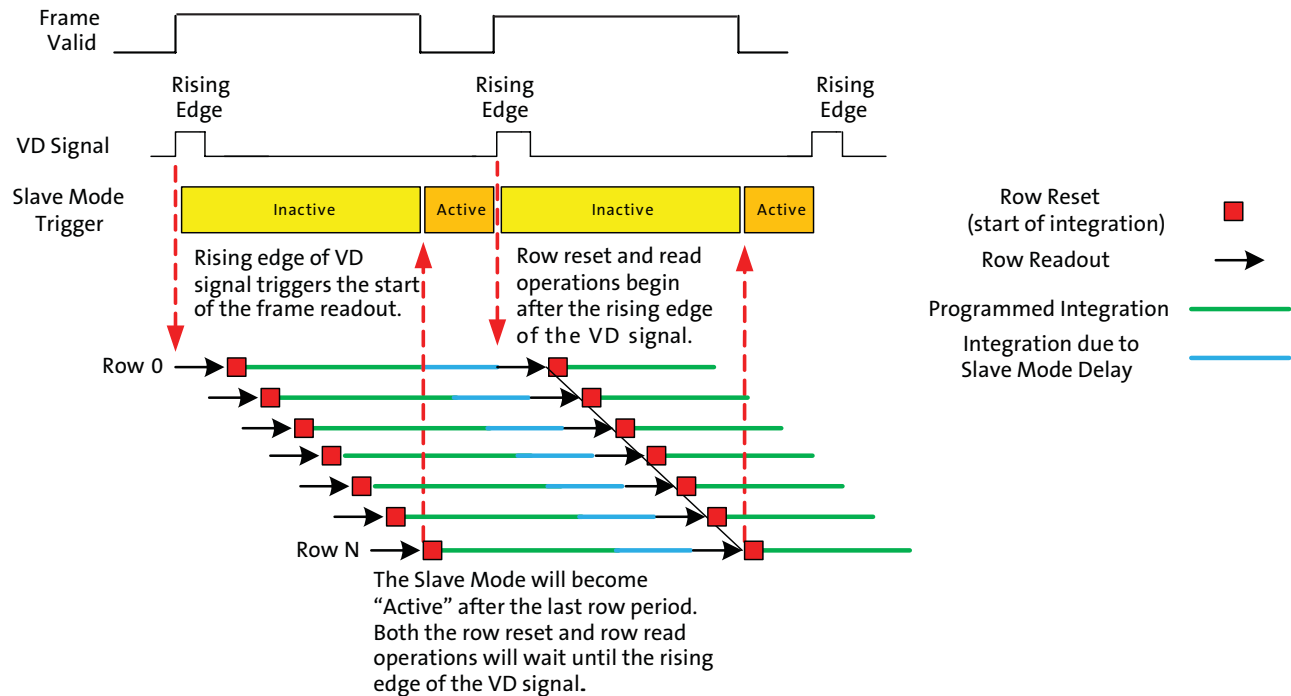 Frame
Valid
Rising
Edge
Rising
Edge
Rising
Edge
VD Signal
Slave Mode
Trigger
Inactive
Active
Inactive
Active
Rising edge of VD
signal triggers the start
of the frame readout.
Row reset and read
operations begin
after the rising edge
of the VD signal.
Row Reset
(start of integration)
Row Readout
Programmed Integration
Integration due to
Slave Mode Delay
Row 0
Row N
The Slave Mode will become
“Active” after the last row period.
Both the row reset and row read
operations will wait until the rising
edge of the VD signal.